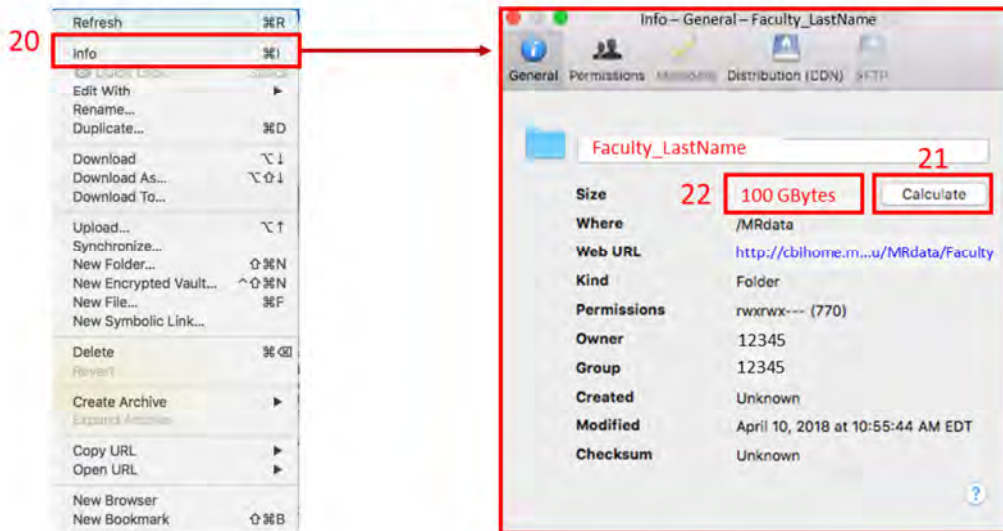 Refresh ⌘R
20
Info ⌘I
Edit With ▶
Rename...
Duplicate... ⌘D
Download ⌥↓
Download As... ⌥⇧↓
Download To...
Upload... ⌥↑
Synchronize...
New Folder... ⇧⌘N
New Encrypted Vault... ^⇧⌘N
New File... ⌘F
New Symbolic Link...
Delete ⌘⌫
Revert
Create Archive ▶
Expand Archive
Copy URL ▶
Open URL ▶
New Browser
New Bookmark ⇧⌘B
Info – General – Faculty_LastName
General Permissions Metadata Distribution (CDN) SFTP
Faculty_LastName
21
Size 22 100 GBytes Calculate
Where /MRdata
Web URL http://cbihome.m...u/MRdata/Faculty
Kind Folder
Permissions rwxrwx--- (770)
Owner 12345
Group 12345
Created Unknown
Modified April 10, 2018 at 10:55:44 AM EDT
Checksum Unknown
?